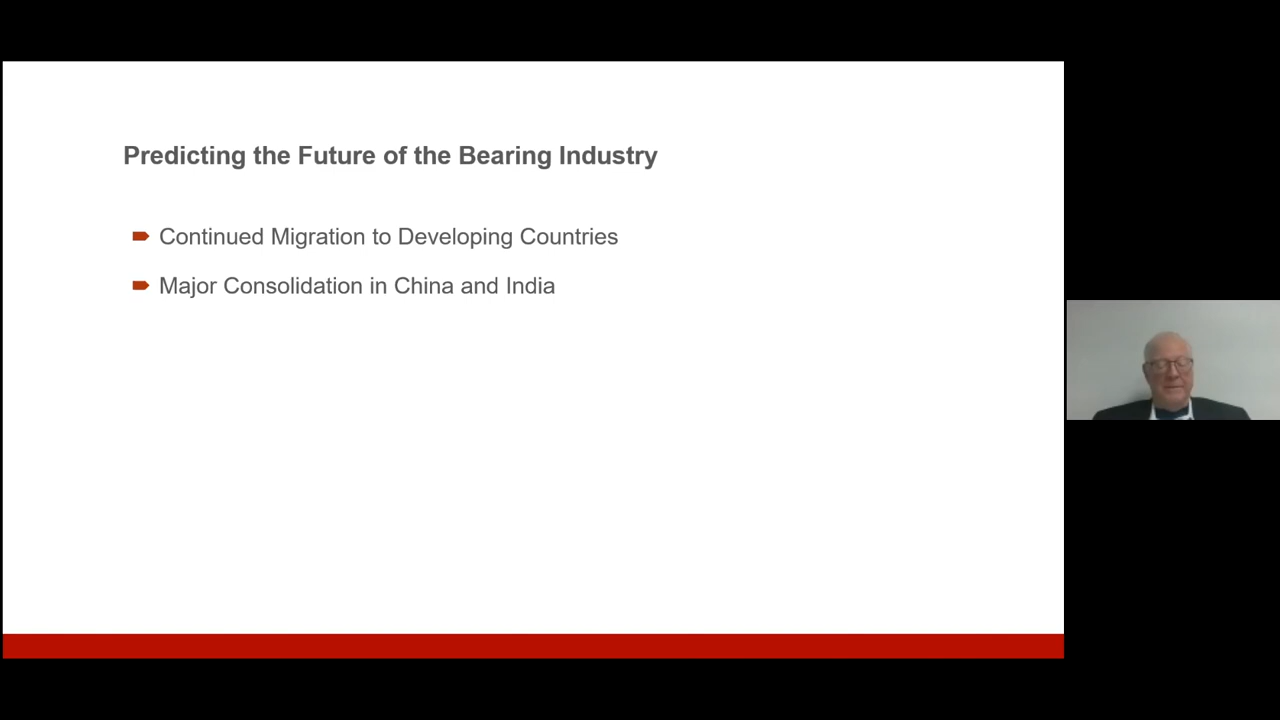 Predicting the Future of the Bearing Industry
Continued Migration to Developing Countries
Major Consolidation in China and India